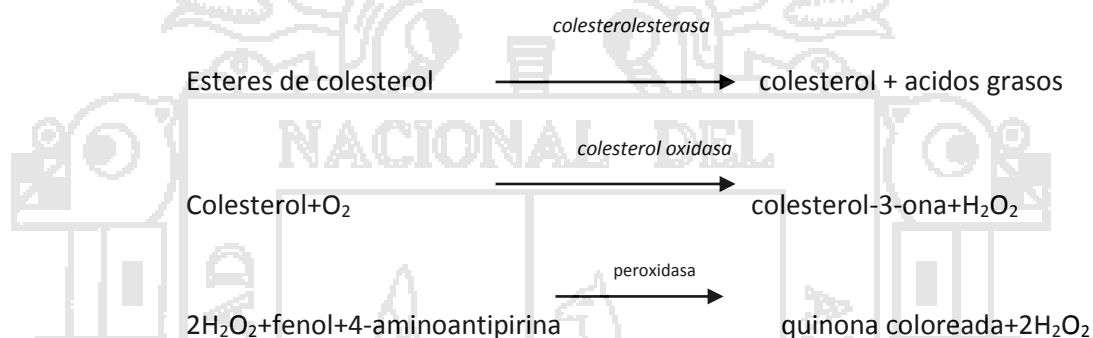 colesterolesterasa
Esteres de colesterol colesterol + acidos grasos
NACIONAL DEL
colesterol oxidasa
Colesterol+O₂ colesterol-3-ona+H₂O₂
peroxidasa
2H₂O₂+fenol+4-aminoantipirina quinona coloreada+2H₂O₂